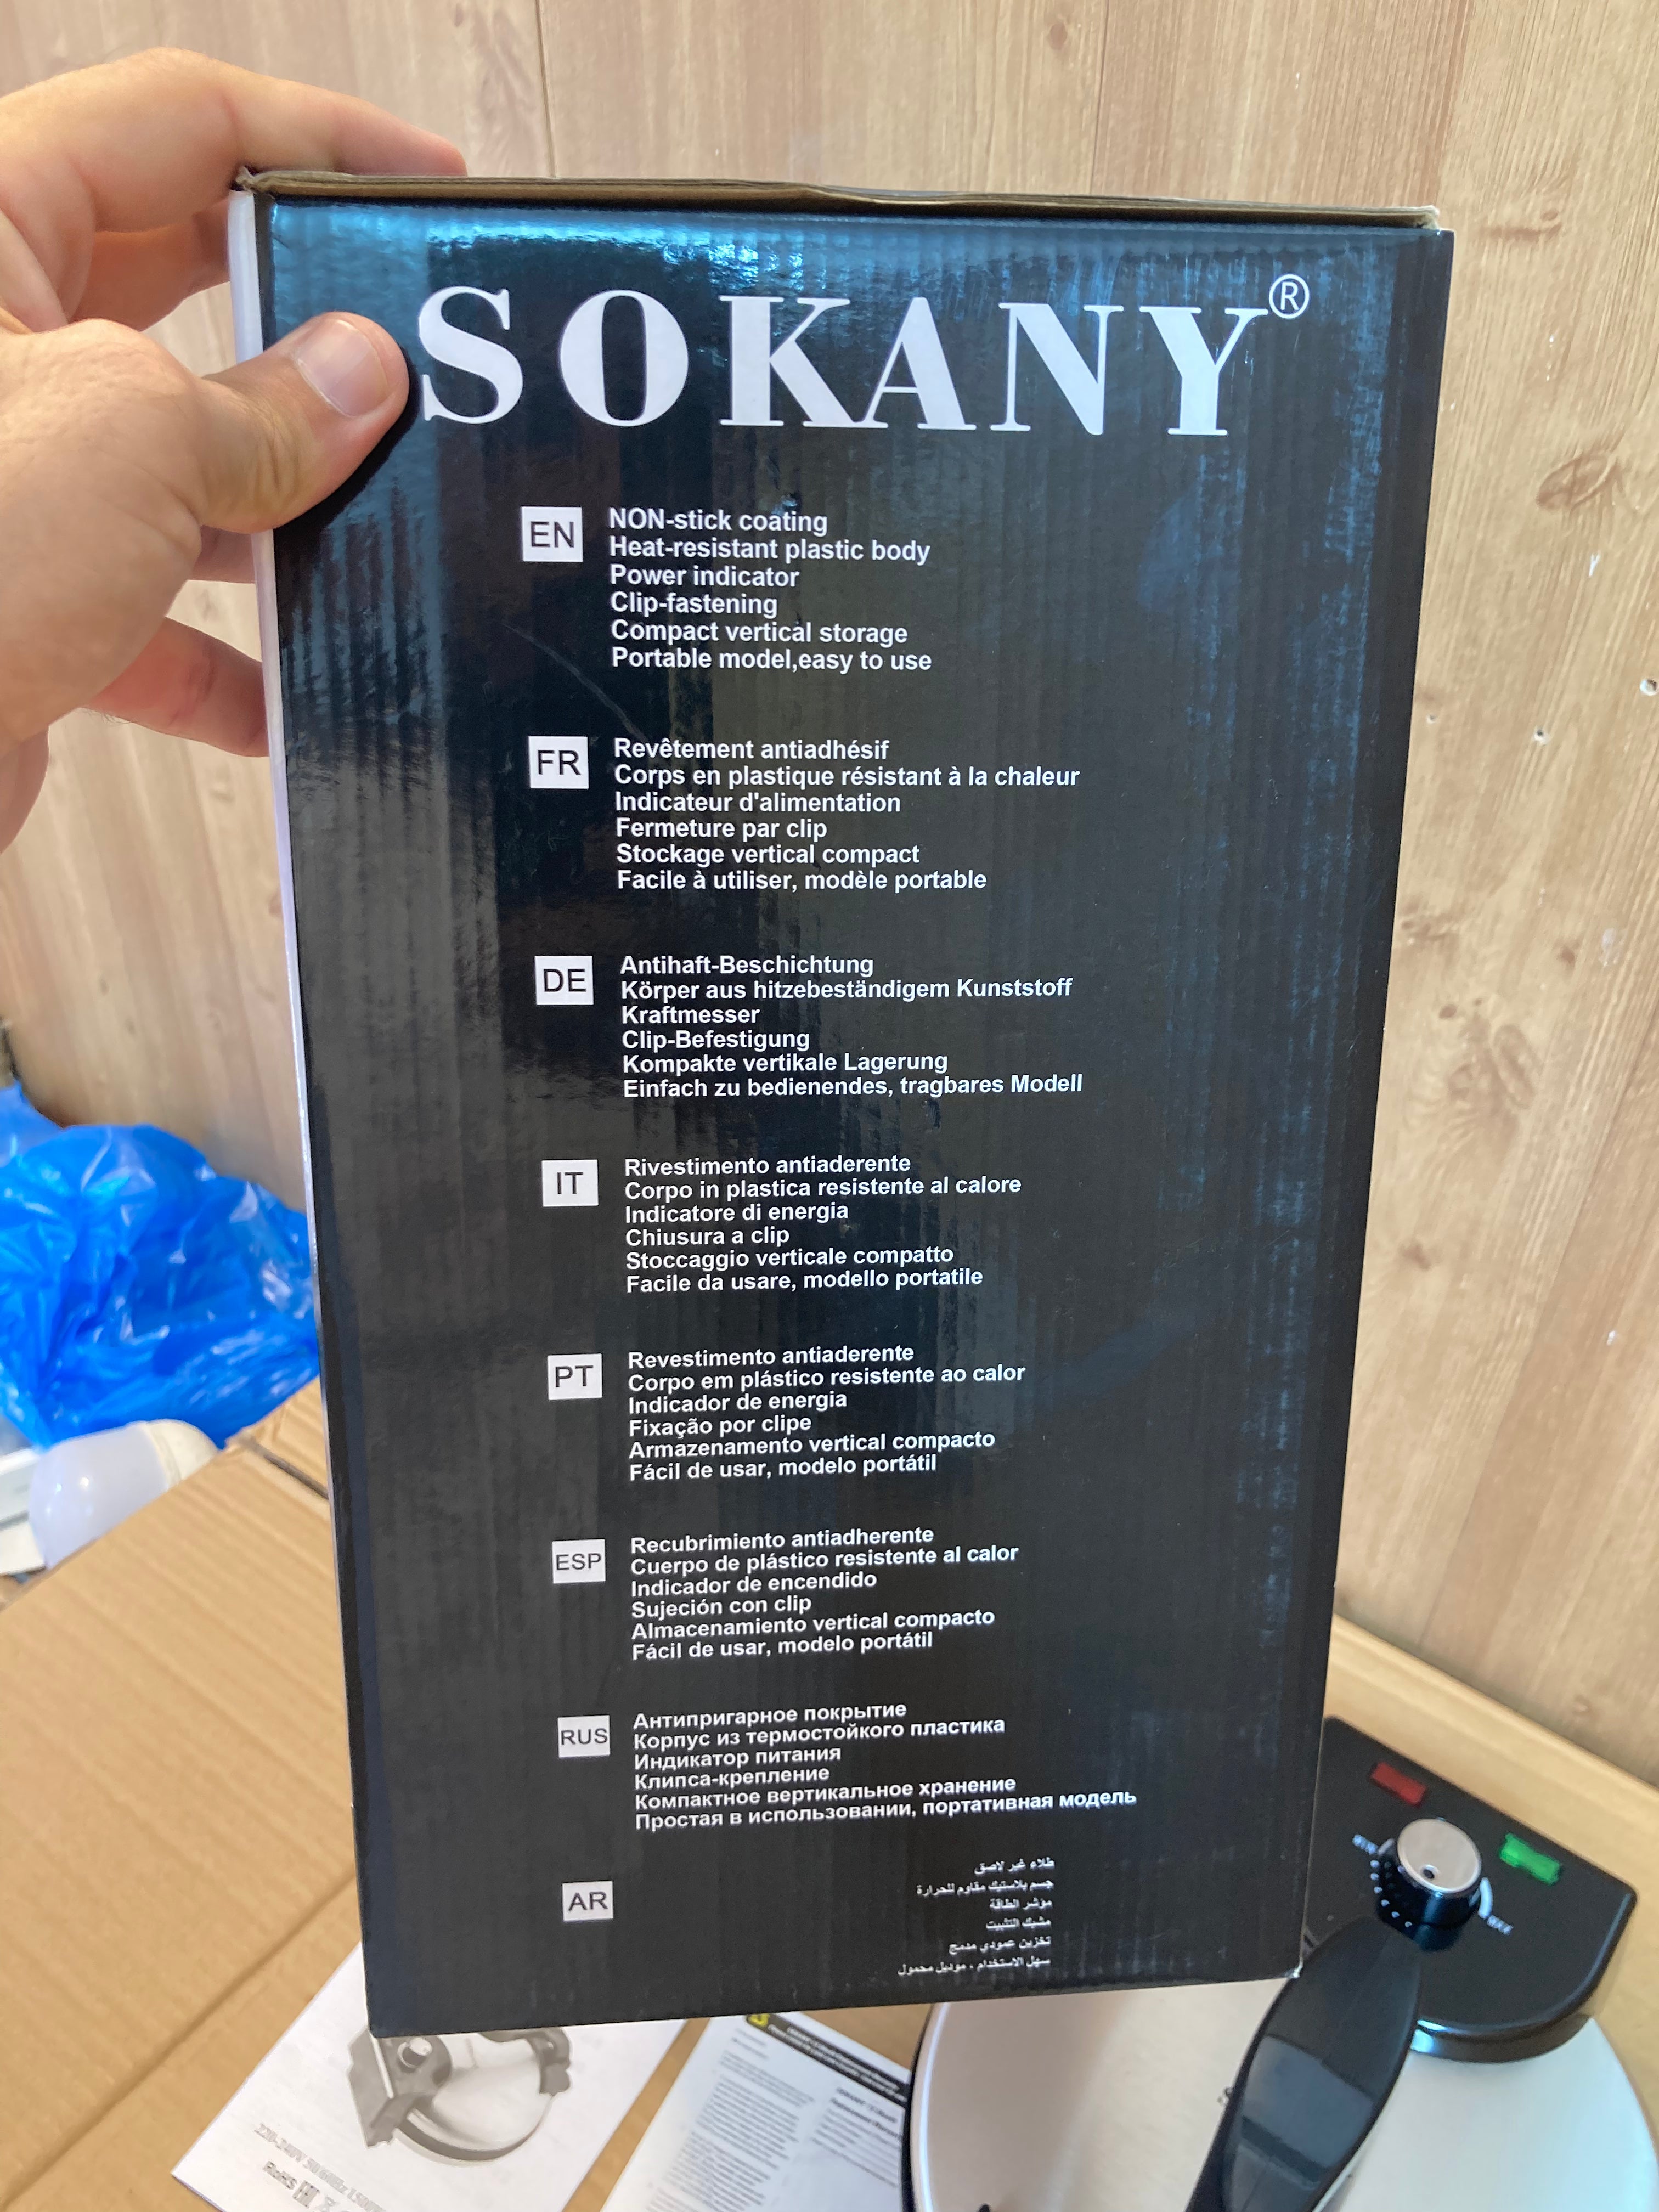 SOKANY®
EN
NON-stick coating
Heat-resistant plastic body
Power indicator
Clip-fastening
Compact vertical storage
Portable model,easy to use
FR
Revêtement antiadhésif
Corps en plastique résistant à la chaleur
Indicateur d'alimentation
Fermeture par clip
Stockage vertical compact
Facile à utiliser, modèle portable
DE
Antihaft-Beschichtung
Körper aus hitzebeständigem Kunststoff
Kraftmesser
Clip-Befestigung
Kompakte vertikale Lagerung
Einfach zu bedienendes, tragbares Modell
IT
Rivestimento antiaderente
Corpo in plastica resistente al calore
Indicatore di energia
Chiusura a clip
Stoccaggio verticale compatto
Facile da usare, modello portatile
PT
Revestimento antiaderente
Corpo em plástico resistente ao calor
Indicador de energia
Fixação por clipe
Armazenamento vertical compacto
Fácil de usar, modelo portátil
ESP
Recubrimiento antiadherente
Cuerpo de plástico resistente al calor
Indicador de encendido
Sujeción con clip
Almacenamiento vertical compacto
Fácil de usar, modelo portátil
RUS
Антипригарное покрытие
Корпус из термостойкого пластика
Индикатор питания
Клипса-крепление
Компактное вертикальное хранение
Простая в использовании, портативная модель
AR
طلاء غير لاصق
جسم بلاستيك مقاوم للحرارة
مؤشر الطاقة
مشبك التثبيت
تخزين عمودي مدمج
سهل الاستخدام ، موديل محمول
220-240V 50/60Hz
RoHS